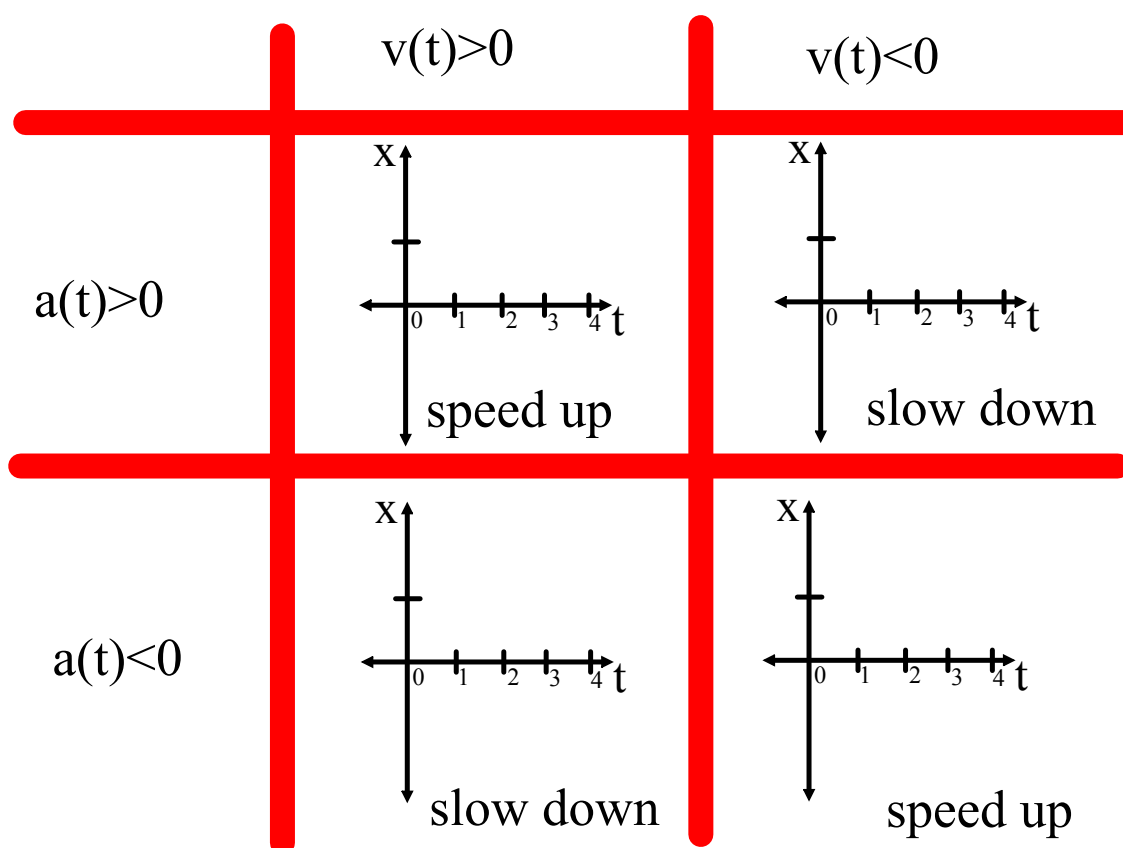 v(t)>0
v(t)<0
a(t)>0
x
0 1 2 3 4 t
speed up
x
0 1 2 3 4 t
slow down
a(t)<0
x
0 1 2 3 4 t
slow down
x
0 1 2 3 4 t
speed up